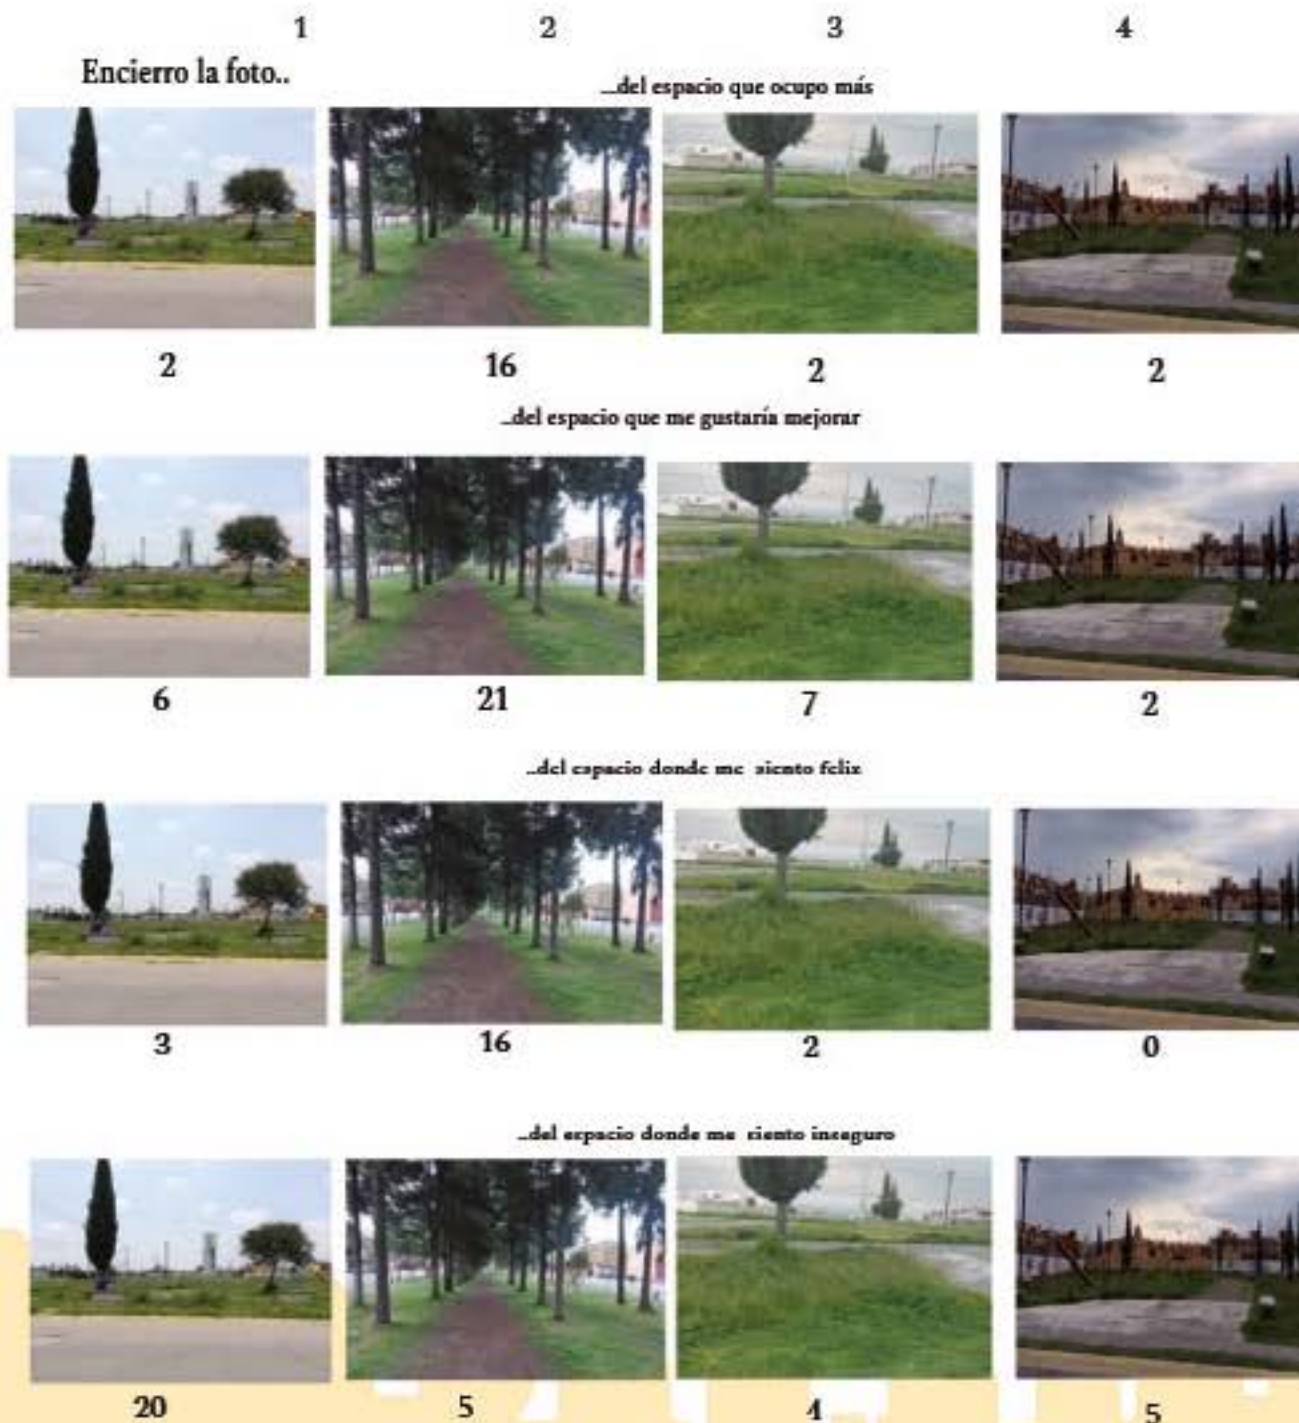 1 2 3 4
Encierro la foto..
...del espacio que ocupo más
2 16 2 2
...del espacio que me gustaría mejorar
6 21 7 2
...del espacio donde me siento feliz
3 16 2 0
...del espacio donde me siento inseguro
20 5 4 5